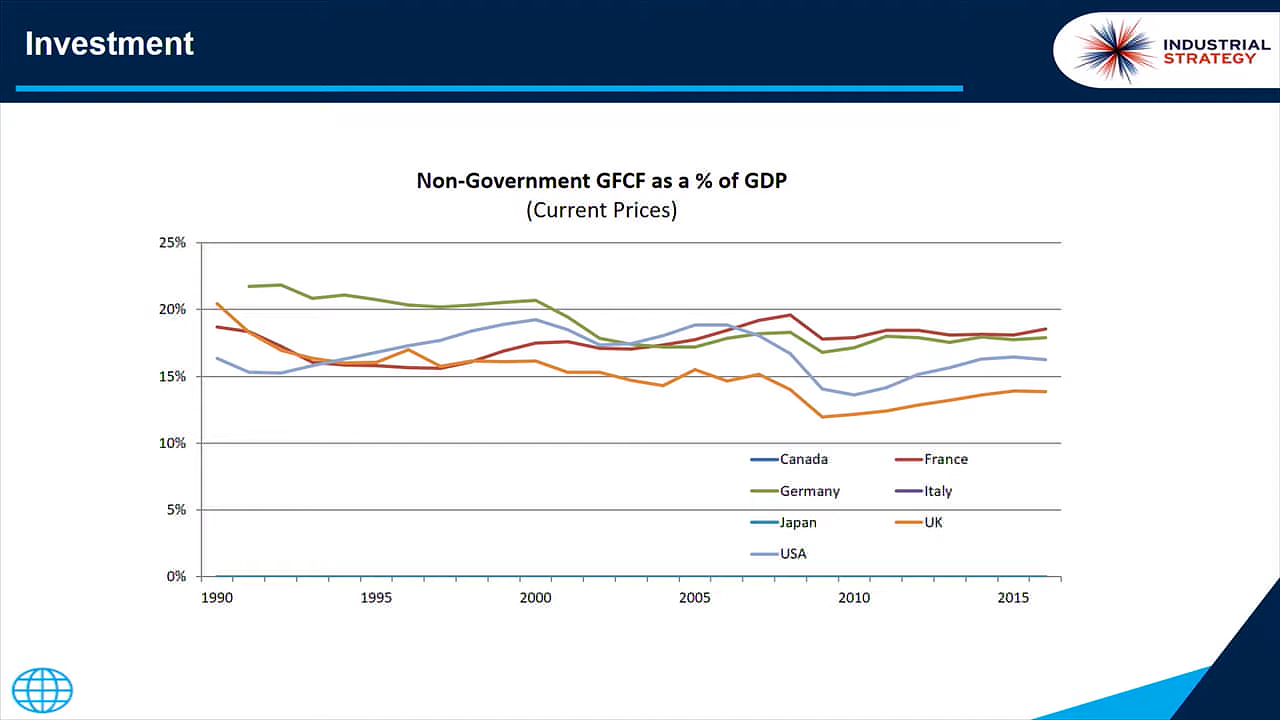 Investment
INDUSTRIAL
STRATEGY
Non-Government GFCF as a % of GDP
(Current Prices)
25%
20%
15%
10%
5%
0%
Canada France
Germany Italy
Japan UK
USA
1990 1995 2000 2005 2010 2015